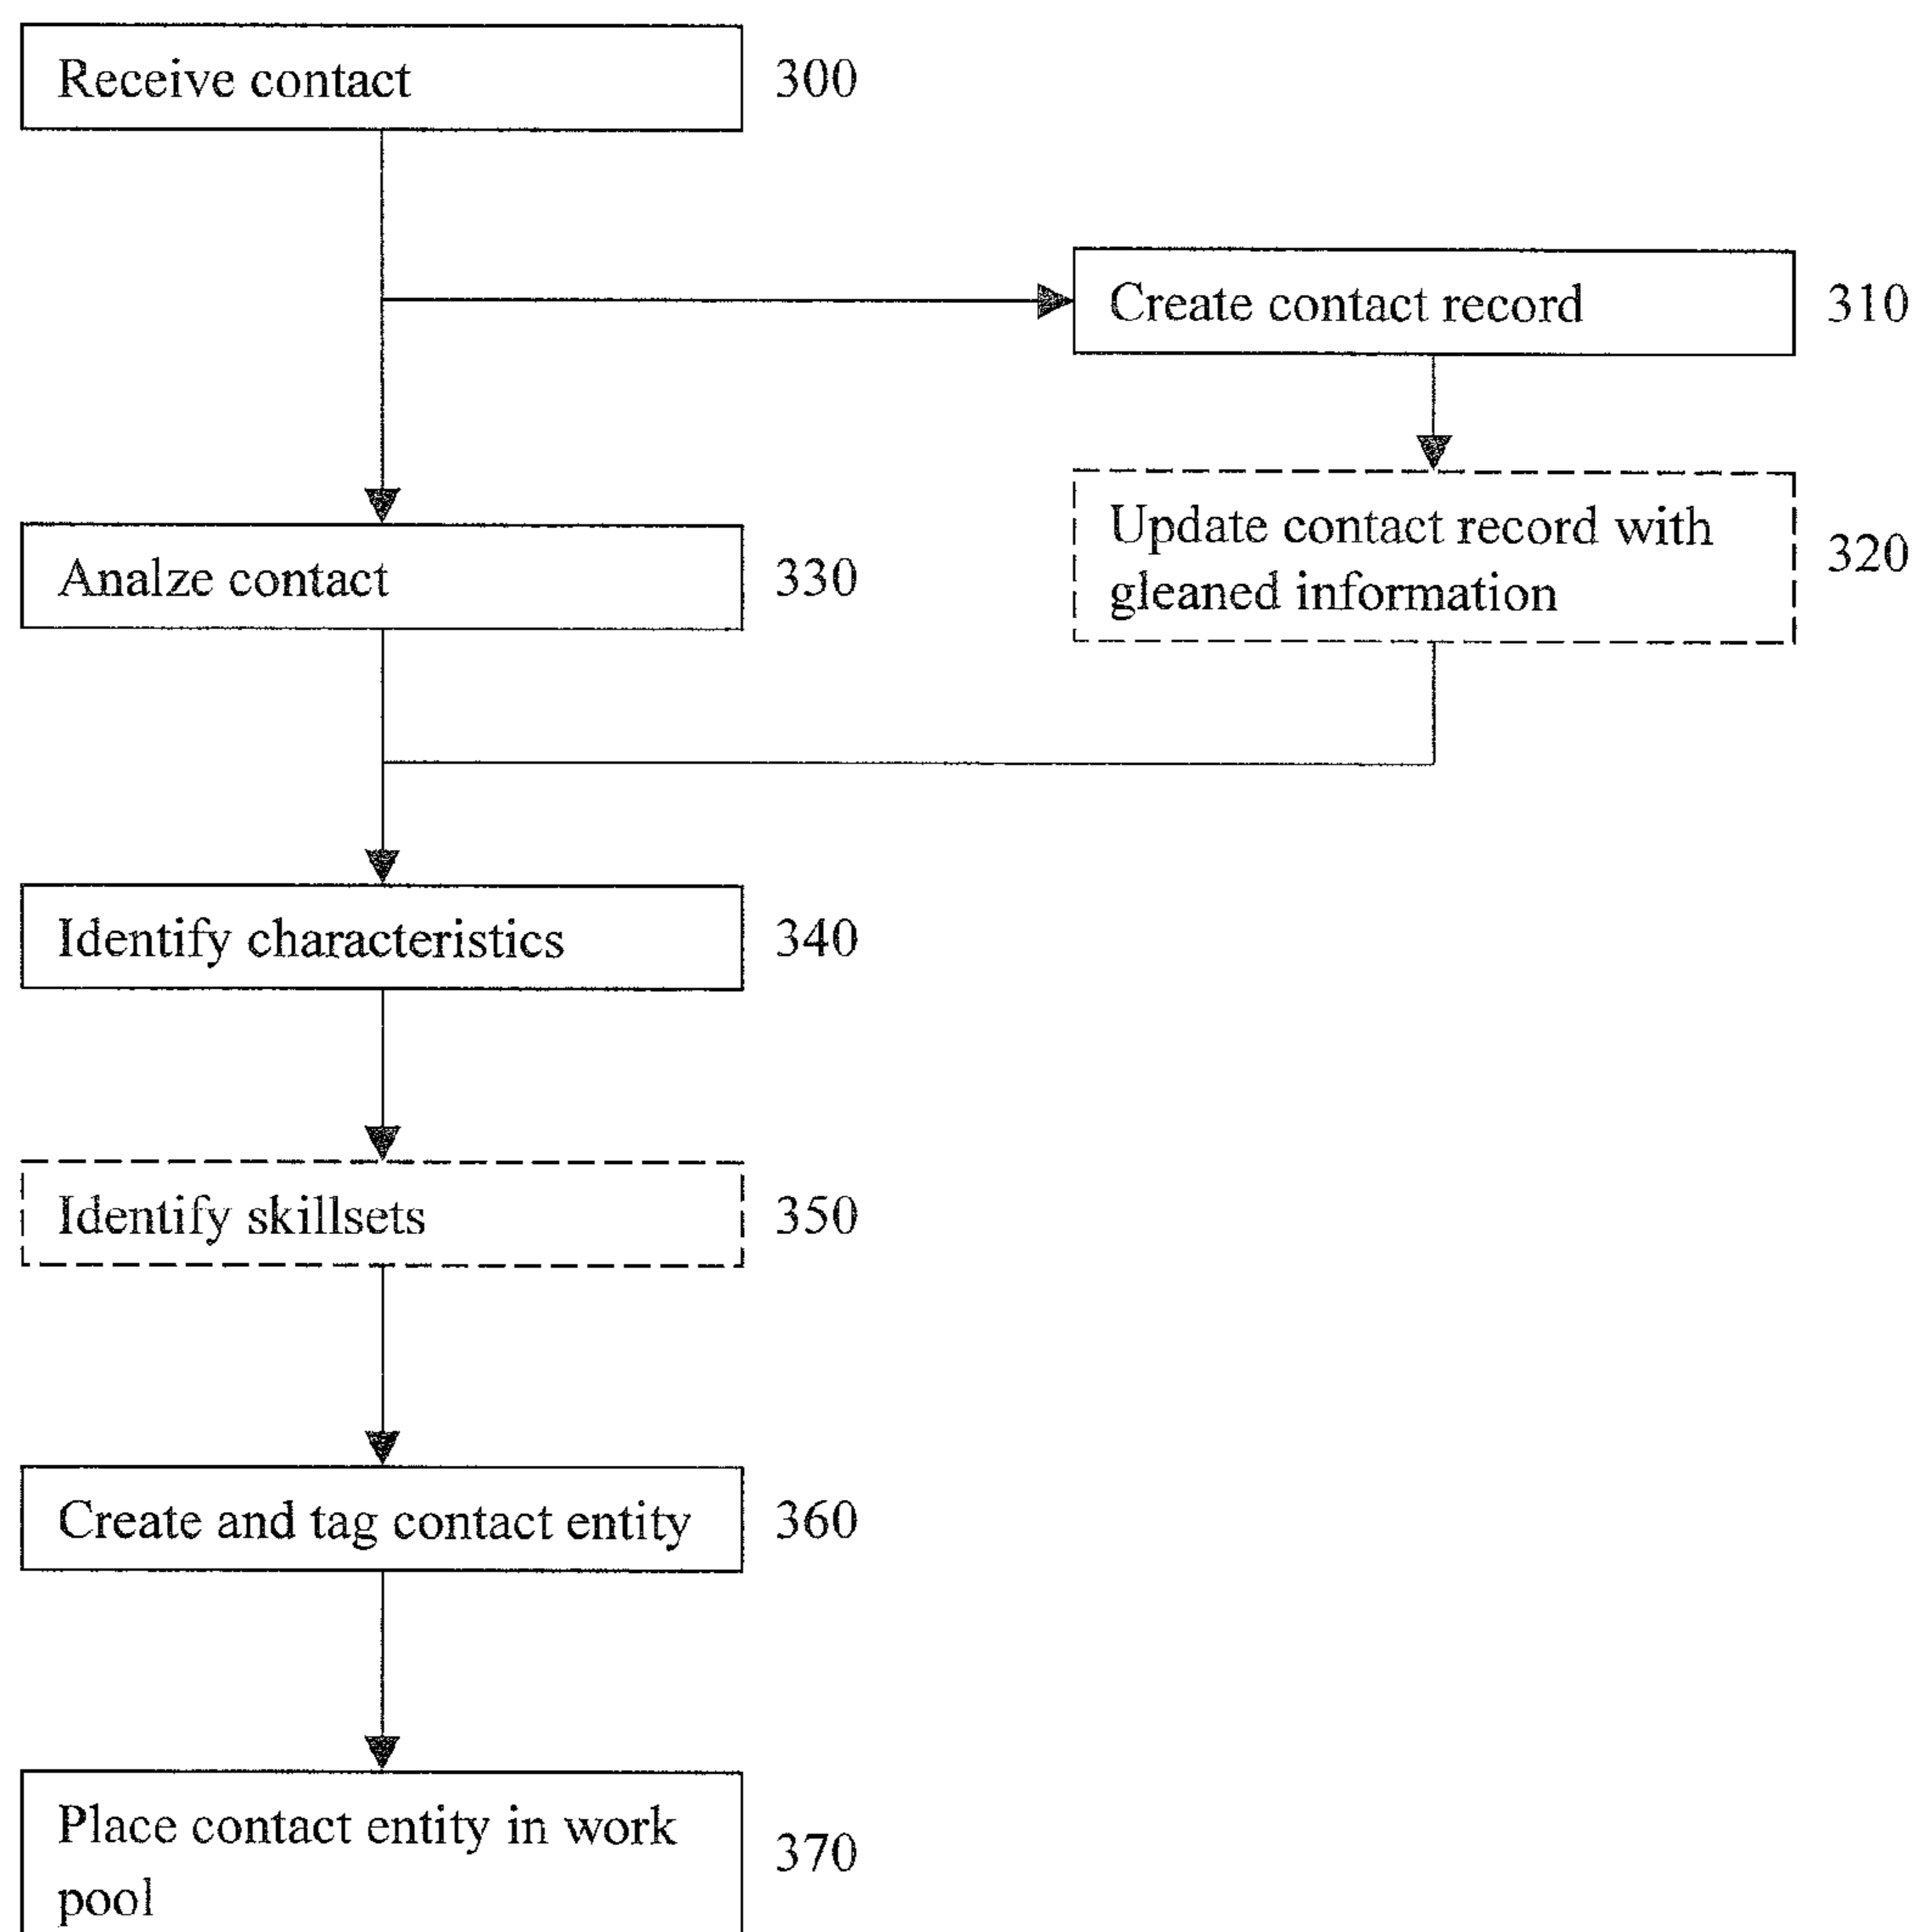 Receive contact 300
Create contact record 310
Update contact record with
gleaned information
320
Analze contact 330
Identify characteristics 340
Identify skillsets 350
Create and tag contact entity 360
Place contact entity in work
pool
370